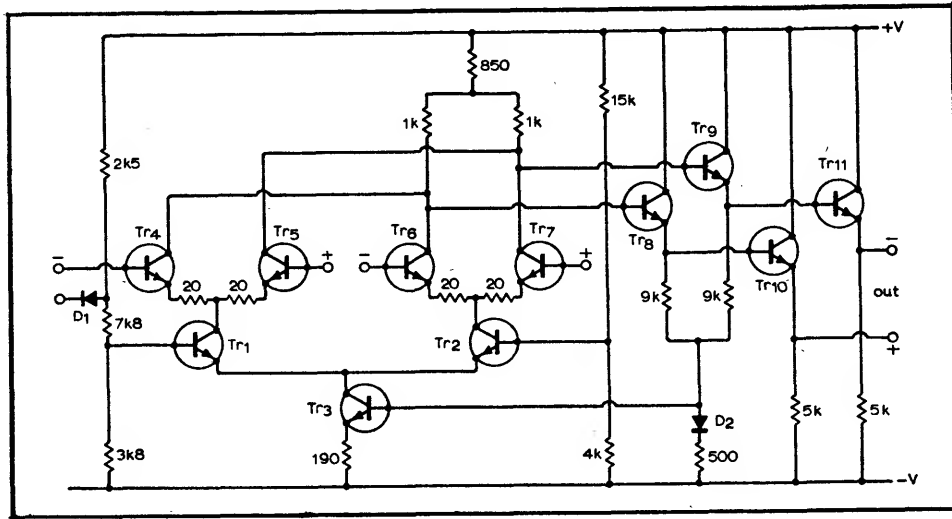 +V
850
15k
1k
1k
Tr9
2k5
Tr11
Tr4
Tr5
Tr6
Tr7
Tr8
−
+
−
+
−
20
20
20
20
Tr10
out
D1
7k8
9k
9k
+
Tr1
Tr2
Tr3
D2
5k
5k
3k8
190
4k
500
−V